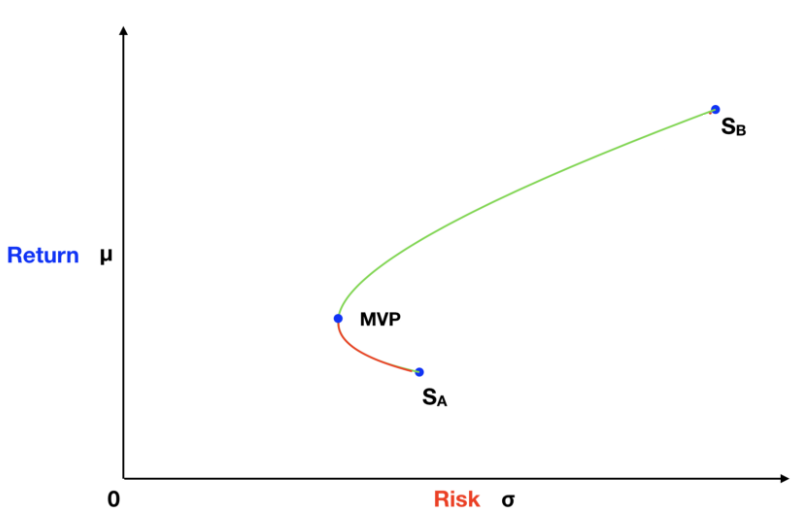 SB
Return μ
MVP
SA
0
Risk σ